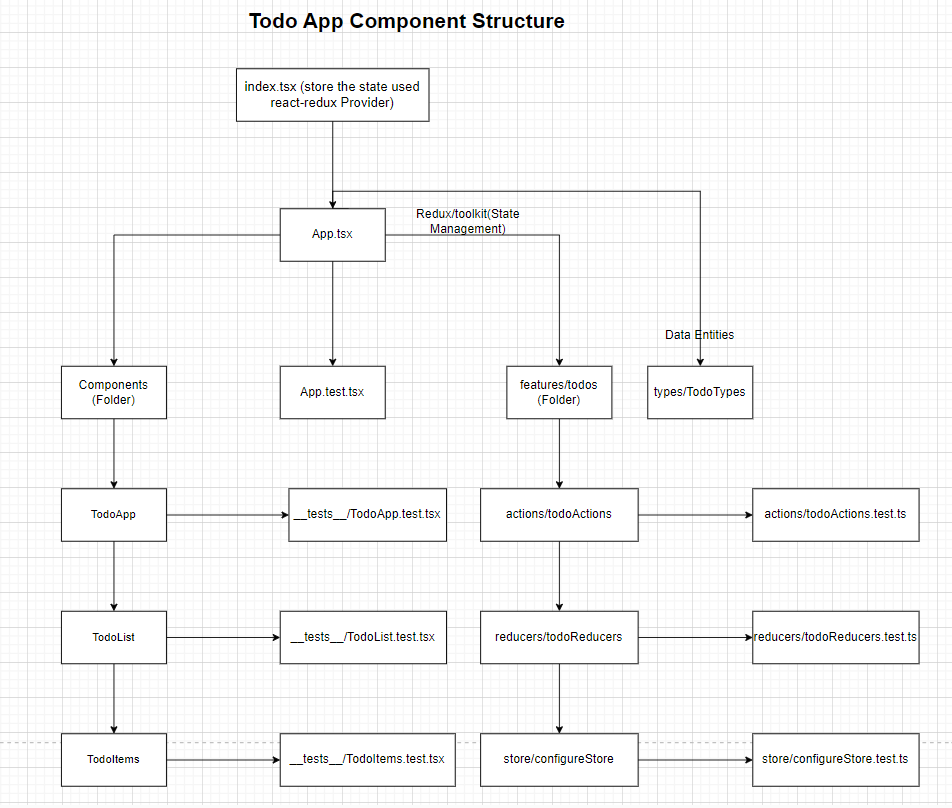 Todo App Component Structure
index.tsx (store the state used
react-redux Provider)
Redux/toolkit(State
Management)
App.tsx
Data Entities
Components
(Folder)
App.test.tsx
features/todos
(Folder)
types/TodoTypes
TodoApp
__tests__/TodoApp.test.tsx
actions/todoActions
actions/todoActions.test.ts
TodoList
__tests__/TodoList.test.tsx
reducers/todoReducers
reducers/todoReducers.test.ts
TodoItems
__tests__/TodoItems.test.tsx
store/configureStore
store/configureStore.test.ts